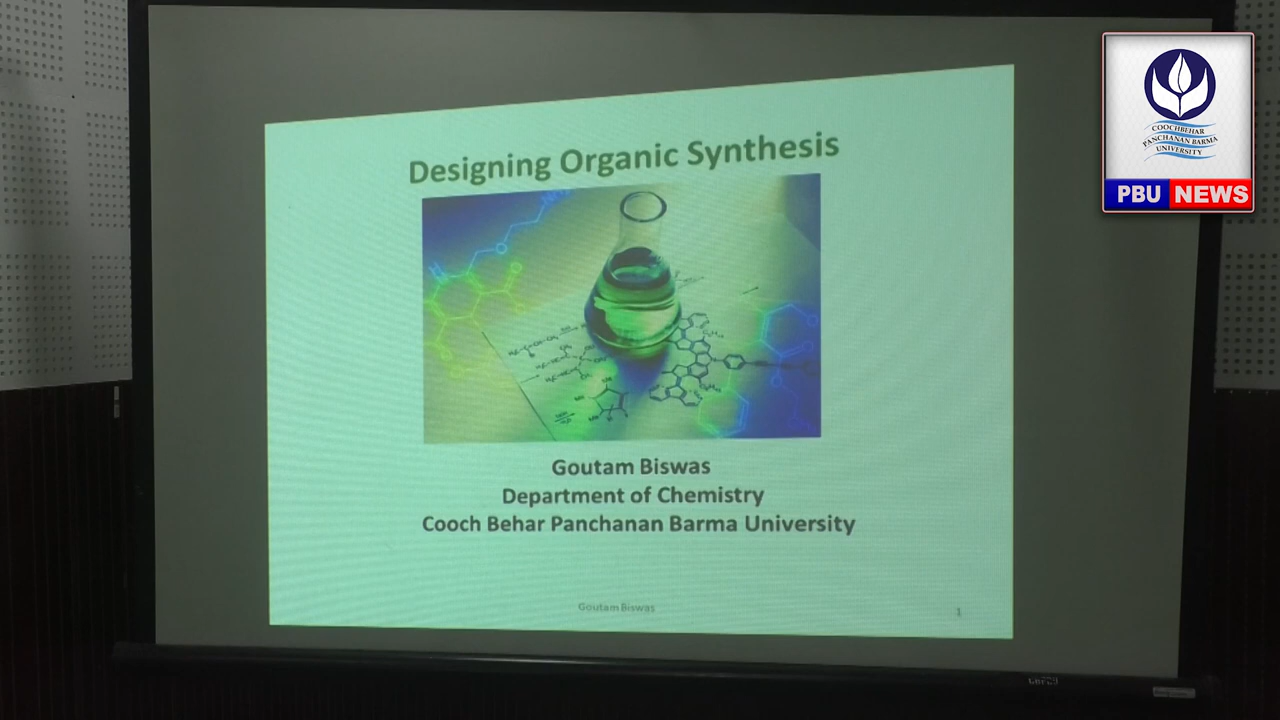 Designing Organic Synthesis
Goutam Biswas
Department of Chemistry
Cooch Behar Panchanan Barma University
Goutam Biswas
1
COOCHBEHAR
PANCHANAN BARMA
UNIVERSITY
PBU NEWS